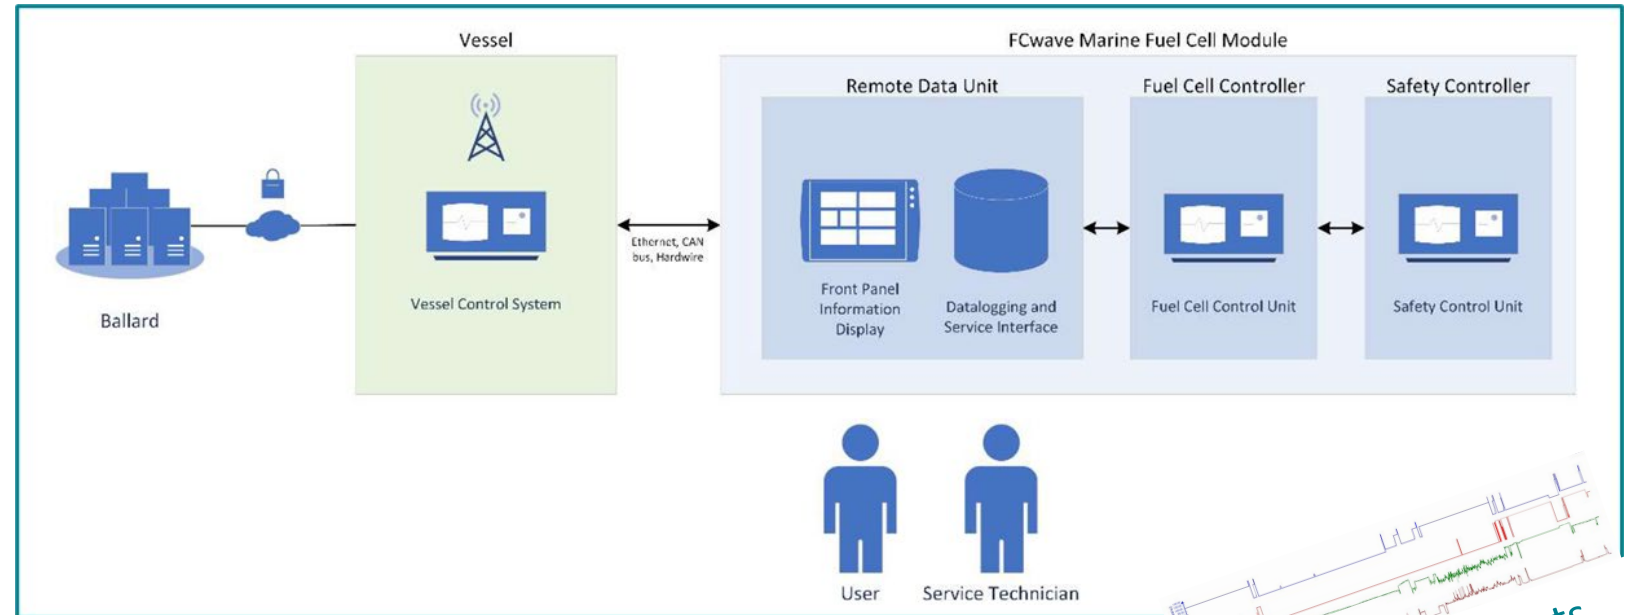 Vessel
FCwave Marine Fuel Cell Module
Remote Data Unit
Fuel Cell Controller
Safety Controller
Ethernet, CAN
bus, Hardwire
Vessel Control System
Front Panel
Information
Display
Datalogging and
Service Interface
Fuel Cell Control Unit
Safety Control Unit
Ballard
User
Service Technician